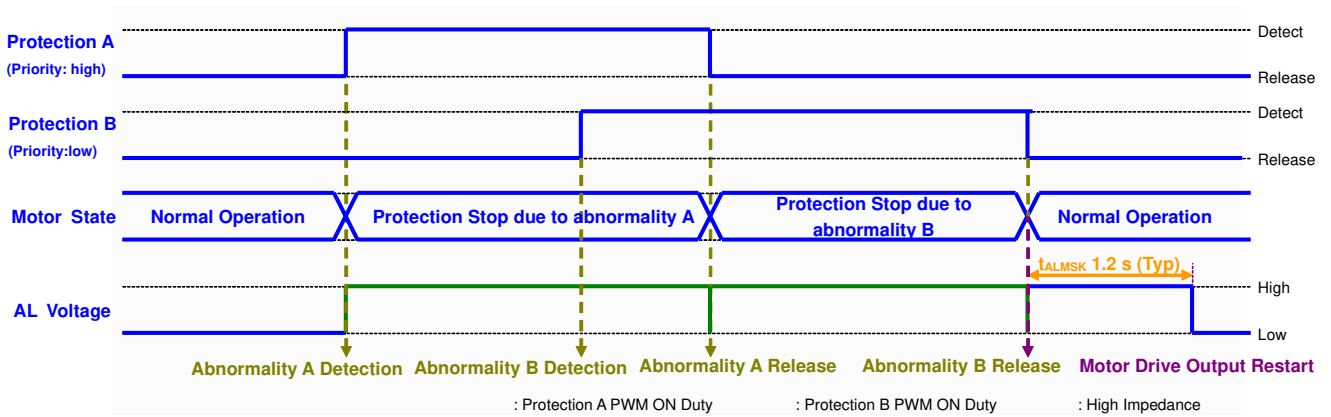 Protection A
(Priority: high)
Detect
Release
Protection B
(Priority:low)
Detect
Release
Motor State
Normal Operation
Protection Stop due to abnormality A
Protection Stop due to
abnormality B
Normal Operation
tALMSK 1.2 s (Typ)
AL Voltage
High
Low
Abnormality A Detection
Abnormality B Detection
Abnormality A Release
Abnormality B Release
Motor Drive Output Restart
: Protection A PWM ON Duty
: Protection B PWM ON Duty
: High Impedance